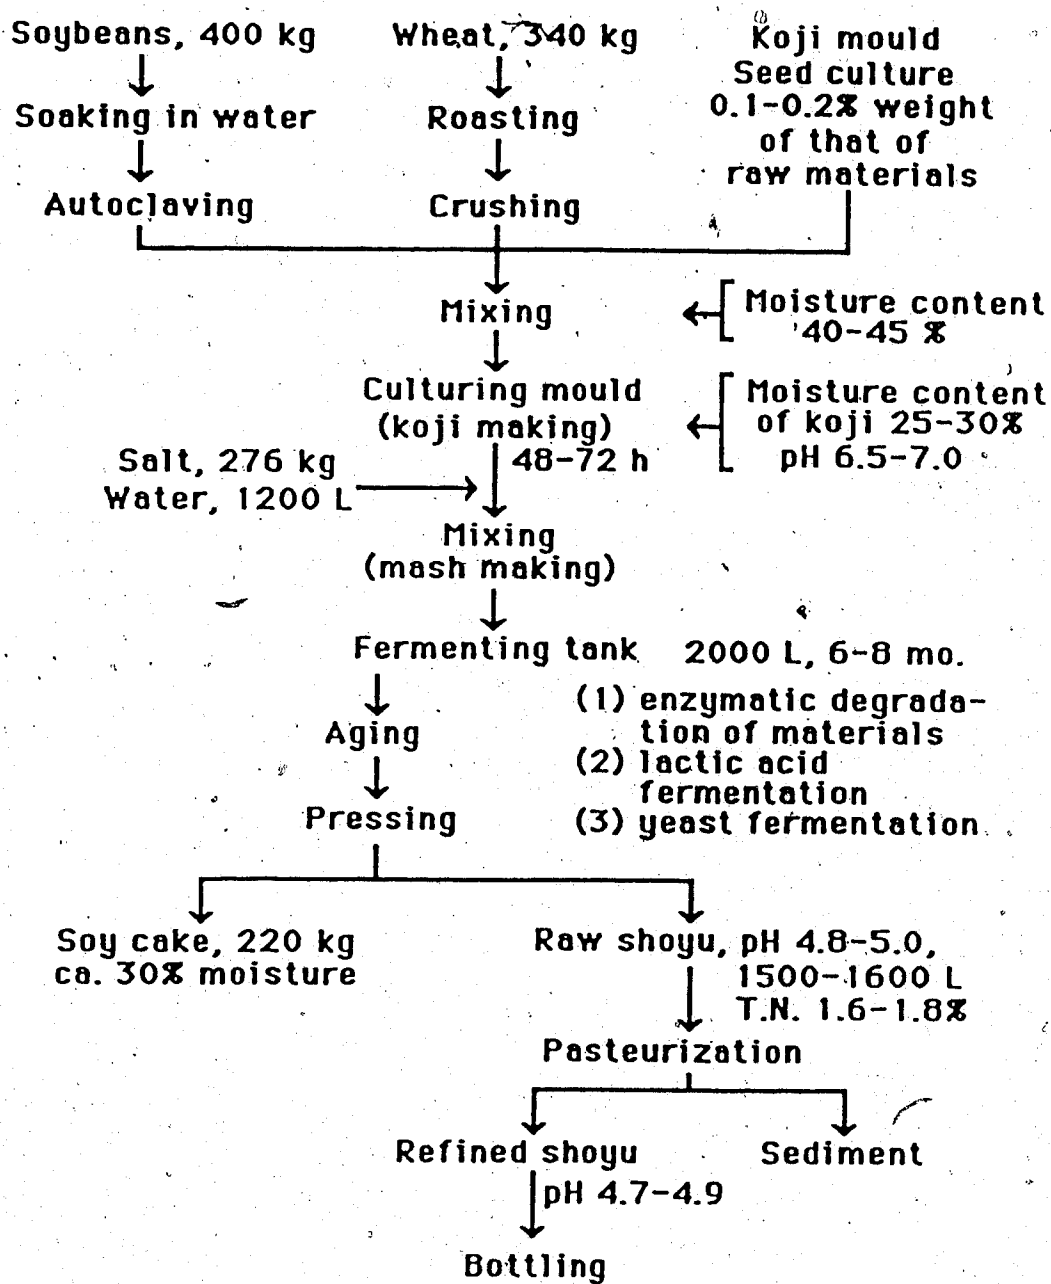 Soybeans, 400 kg
Soaking in water
Autoclaving
Wheat, 340 kg
Roasting
Crushing
Koji mould
Seed culture
0.1-0.2% weight
of that of
raw materials
Mixing
Moisture content
40-45 %
Culturing mould
(koji making)
48-72 h
Moisture content
of koji 25-30%
pH 6.5-7.0
Salt, 276 kg
Water, 1200 L
Mixing
(mash making)
Fermenting tank
2000 L, 6-8 mo.
(1) enzymatic degrada-
tion of materials
(2) lactic acid
fermentation
(3) yeast fermentation
Aging
Pressing
Soy cake, 220 kg
ca. 30% moisture
Raw shoyu, pH 4.8-5.0,
1500-1600 L
T.N. 1.6-1.8%
Pasteurization
Refined shoyu
pH 4.7-4.9
Sediment
Bottling